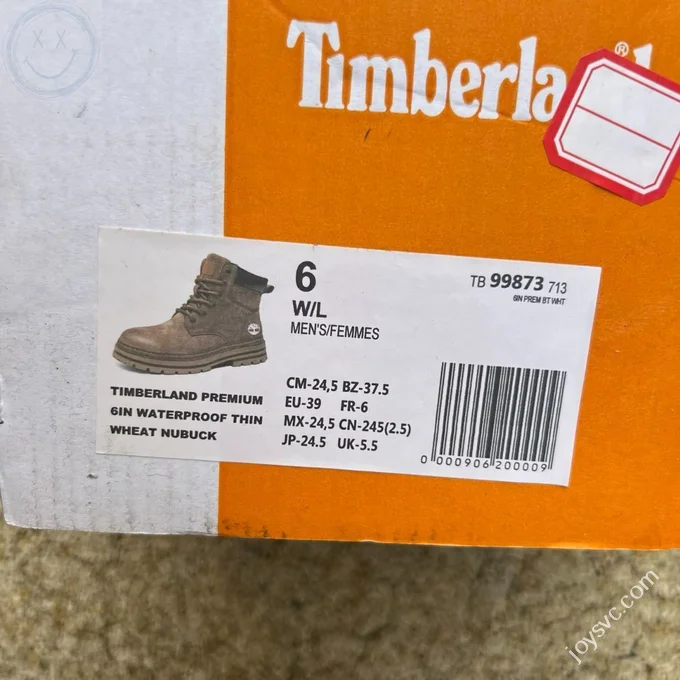 Timberla
®
6
W/L
MEN'S/FEMMES
TB 99873 713
6IN PREM BT WHT
TIMBERLAND PREMIUM
6IN WATERPROOF THIN
WHEAT NUBUCK
CM-24,5 BZ-37.5
EU-39 FR-6
MX-24,5 CN-245(2.5)
JP-24.5 UK-5.5
0 000906 200009
joysvc.com